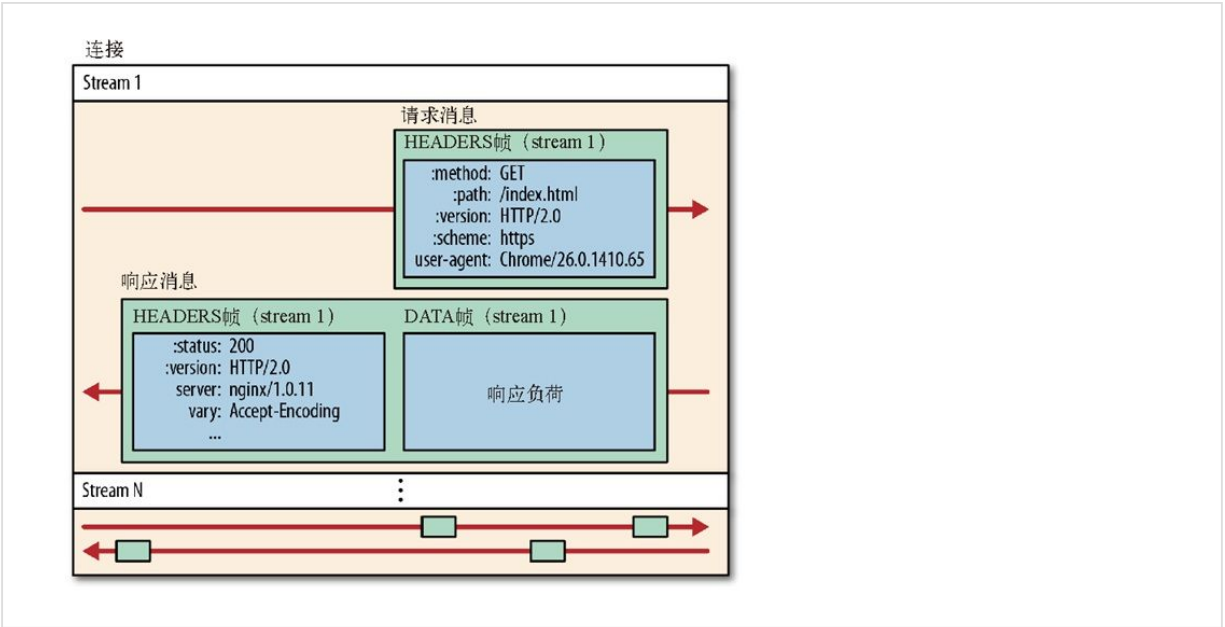 连接
Stream 1
请求消息
HEADERS帧（stream 1）
:method: GET
:path: /index.html
:version: HTTP/2.0
:scheme: https
user-agent: Chrome/26.0.1410.65
响应消息
HEADERS帧（stream 1）
:status: 200
:version: HTTP/2.0
server: nginx/1.0.11
vary: Accept-Encoding
...
DATA帧（stream 1）
响应负荷
Stream N
⋮